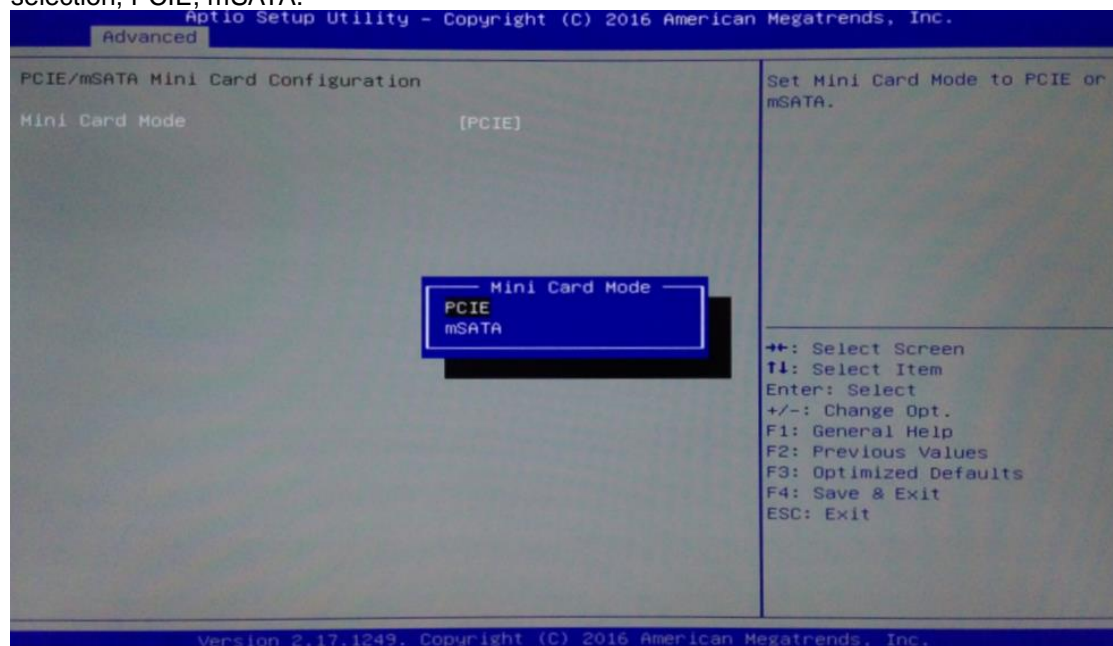 selection, PCIE, mSATA.
Aptio Setup Utility – Copyright (C) 2016 American Megatrends, Inc.
Advanced
PCIE/mSATA Mini Card Configuration
Mini Card Mode [PCIE]
Set Mini Card Mode to PCIE or
mSATA.
Mini Card Mode
PCIE
mSATA
→←: Select Screen
↑↓: Select Item
Enter: Select
+/-: Change Opt.
F1: General Help
F2: Previous Values
F3: Optimized Defaults
F4: Save & Exit
ESC: Exit
Version 2.17.1249. Copyright (C) 2016 American Megatrends, Inc.